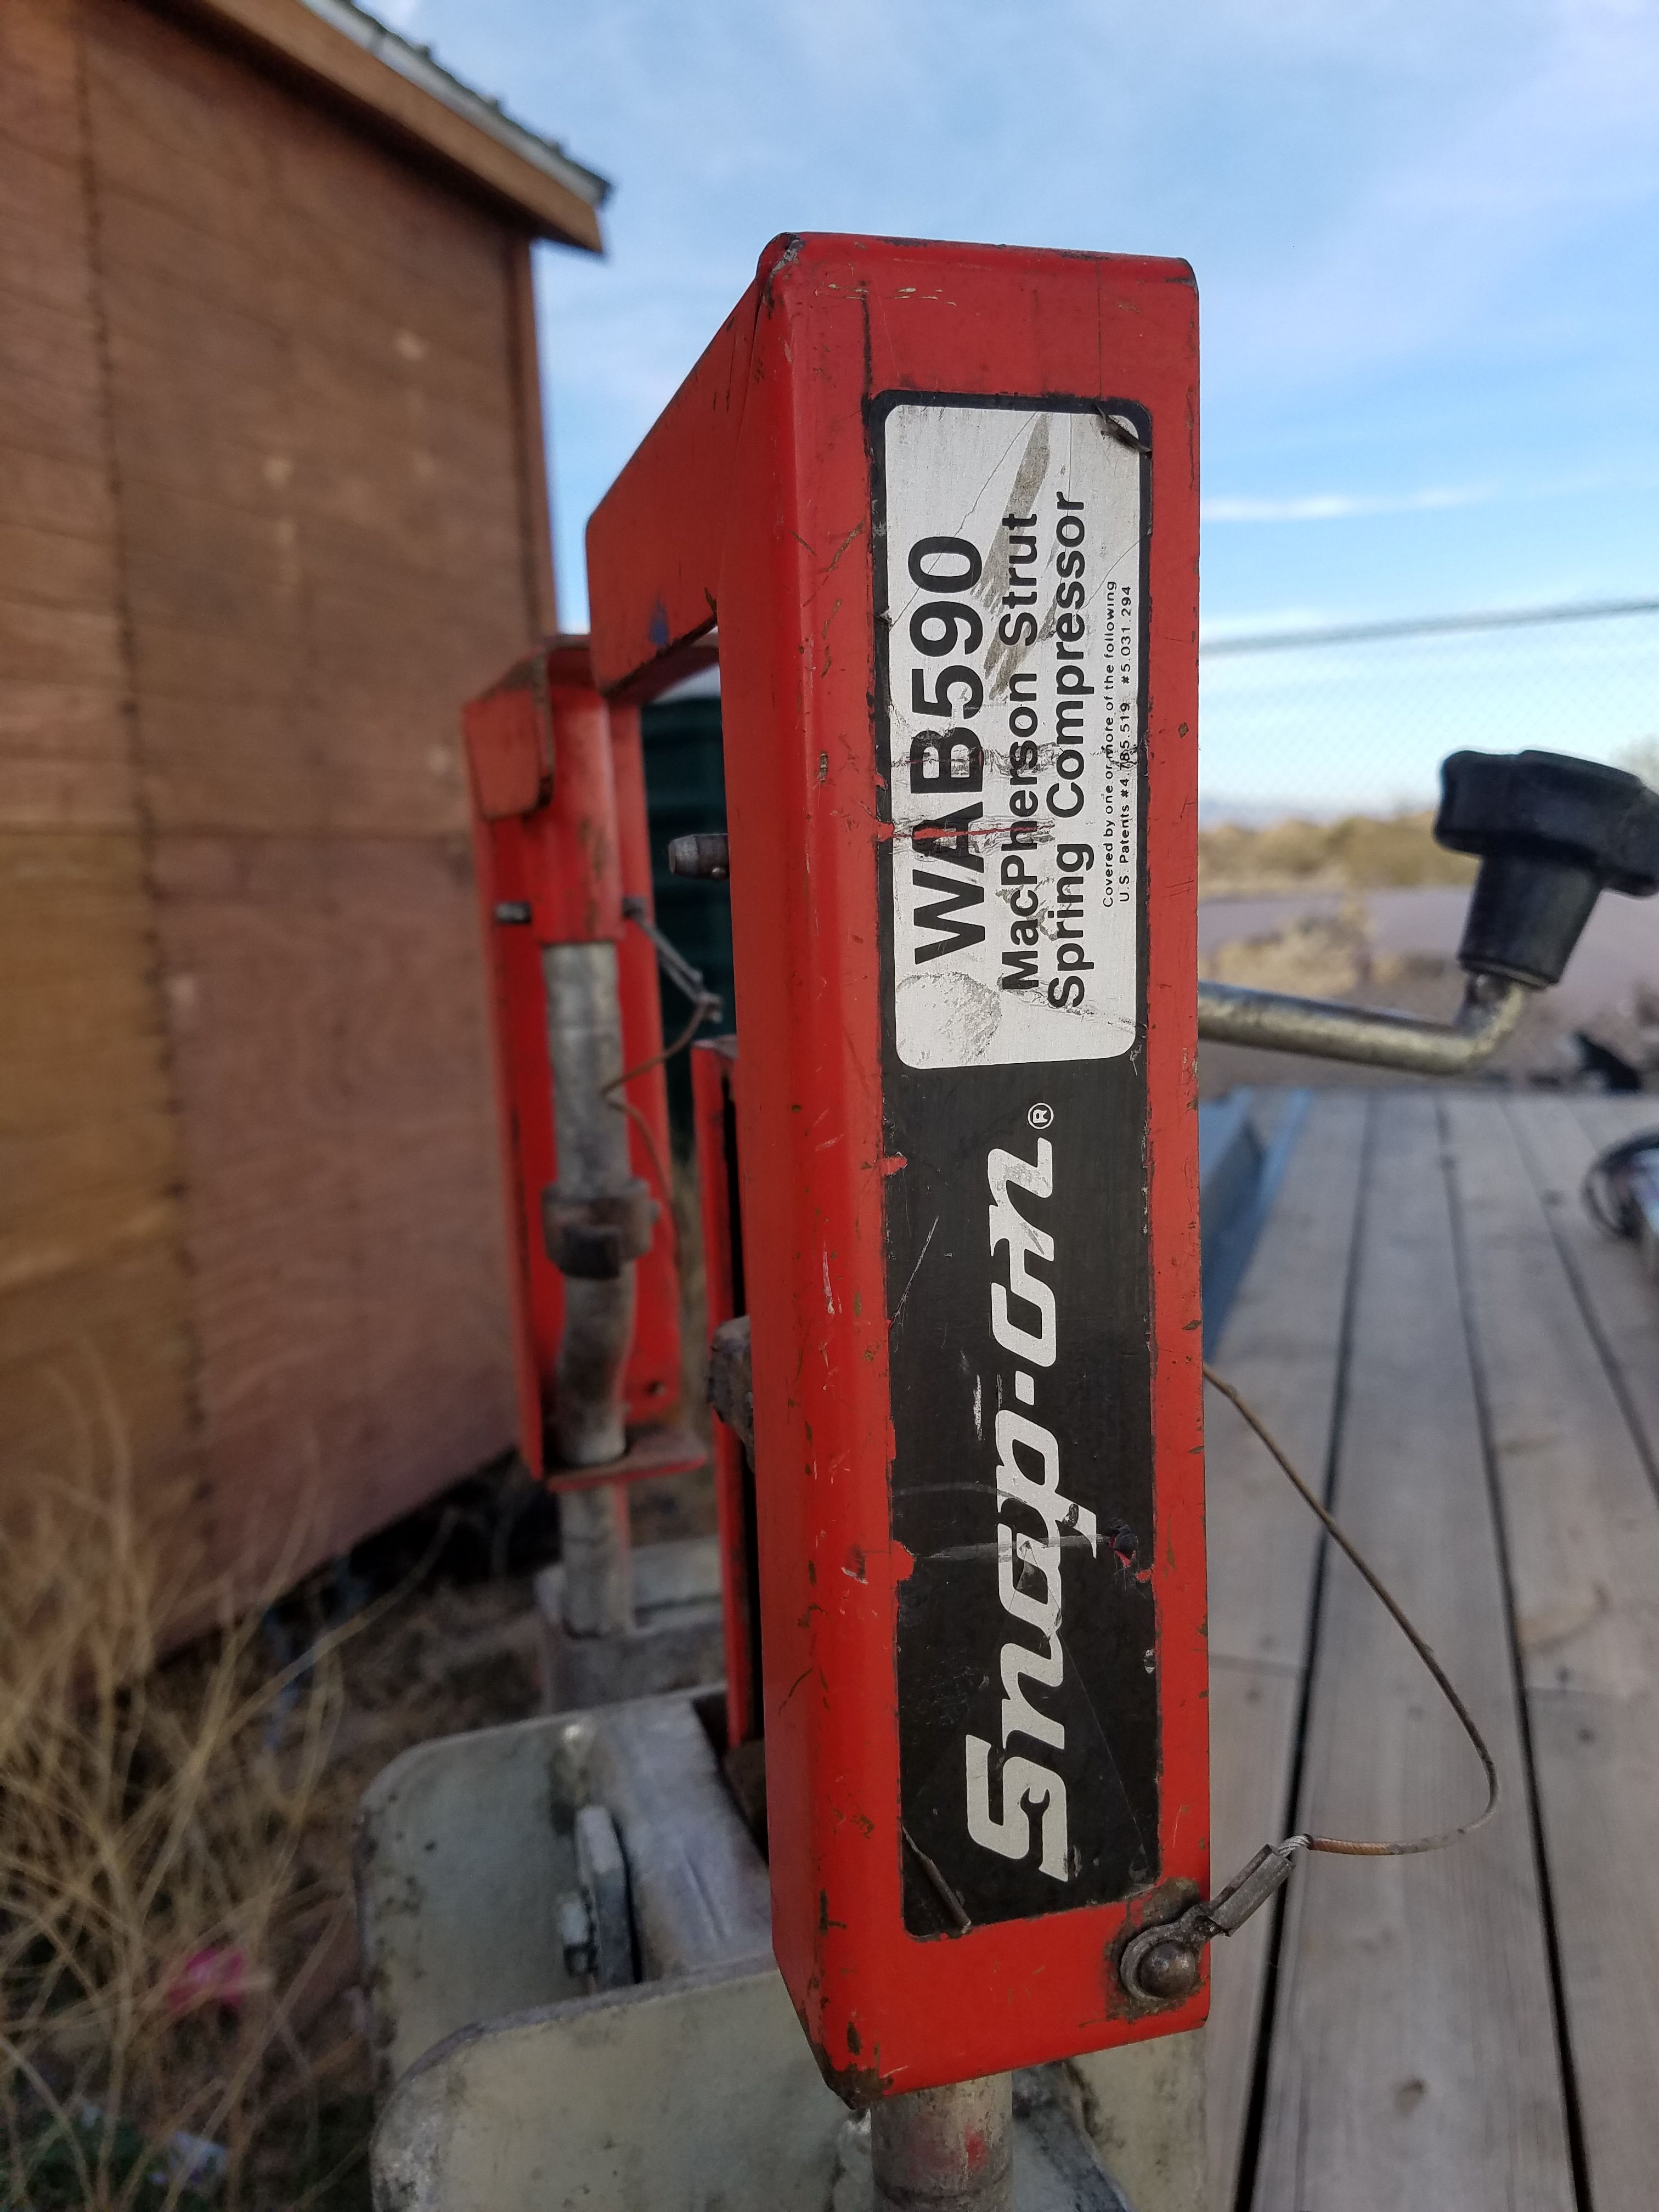 WAB590
MacPherson Strut
Spring Compressor
Covered by one or more of the following
U.S. Patents #4.785.519 #5.031.294
Snap-on®